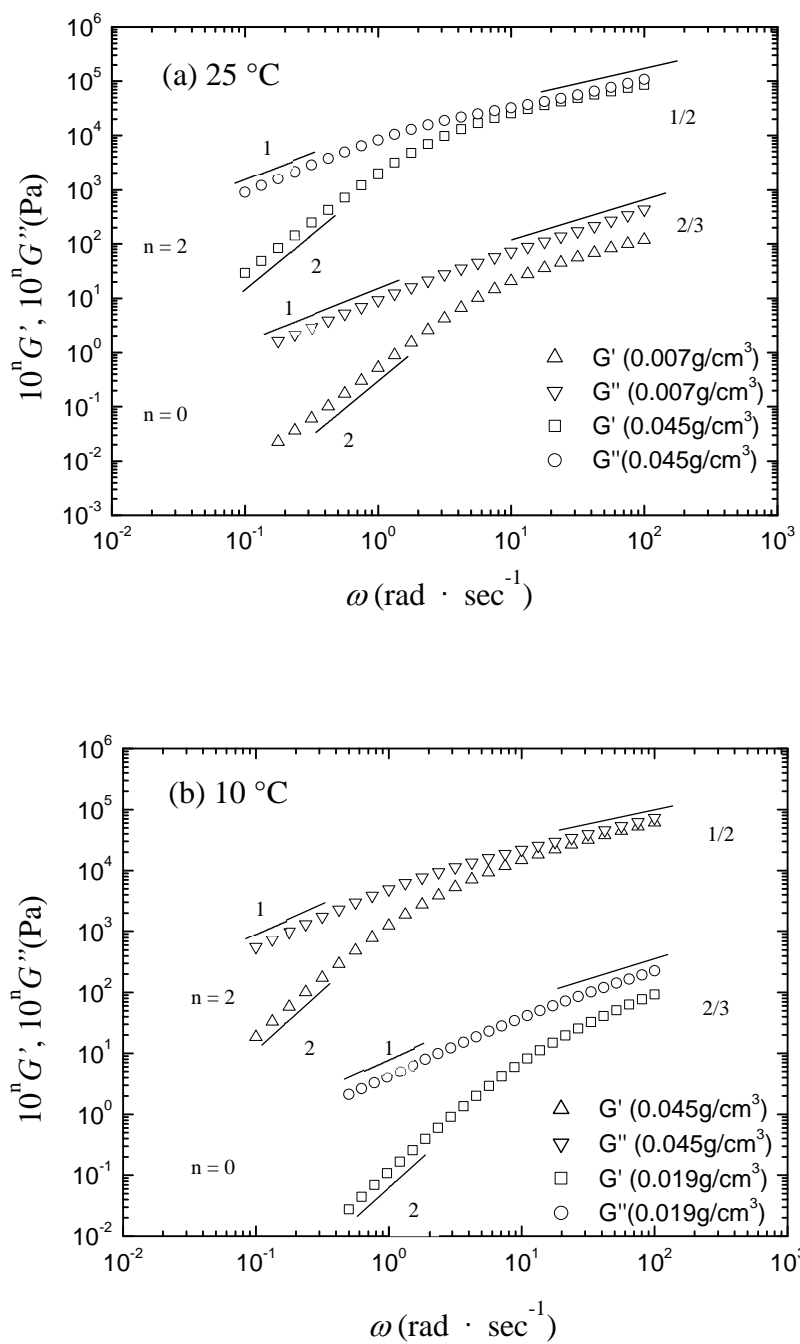 10^6
(a) 25 °C
10^5
1
1/2
10^4
10^3
2/3
n = 2
10^2
2
1
10^1
10^n G', 10^n G''(Pa)
10^0
G' (0.007g/cm^3)
G'' (0.007g/cm^3)
n = 0
10^-1
2
G' (0.045g/cm^3)
10^-2
G''(0.045g/cm^3)
10^-3
10^-2 10^-1 10^0 10^1 10^2 10^3
ω (rad · sec^-1)
10^6
(b) 10 °C
10^5
1/2
10^4
1
10^3
n = 2
10^2
2/3
2
1
10^1
10^n G', 10^n G''(Pa)
G' (0.045g/cm^3)
10^0
G'' (0.045g/cm^3)
n = 0
10^-1
G' (0.019g/cm^3)
2
G''(0.019g/cm^3)
10^-2
10^-2 10^-1 10^0 10^1 10^2 10^3
ω (rad · sec^-1)